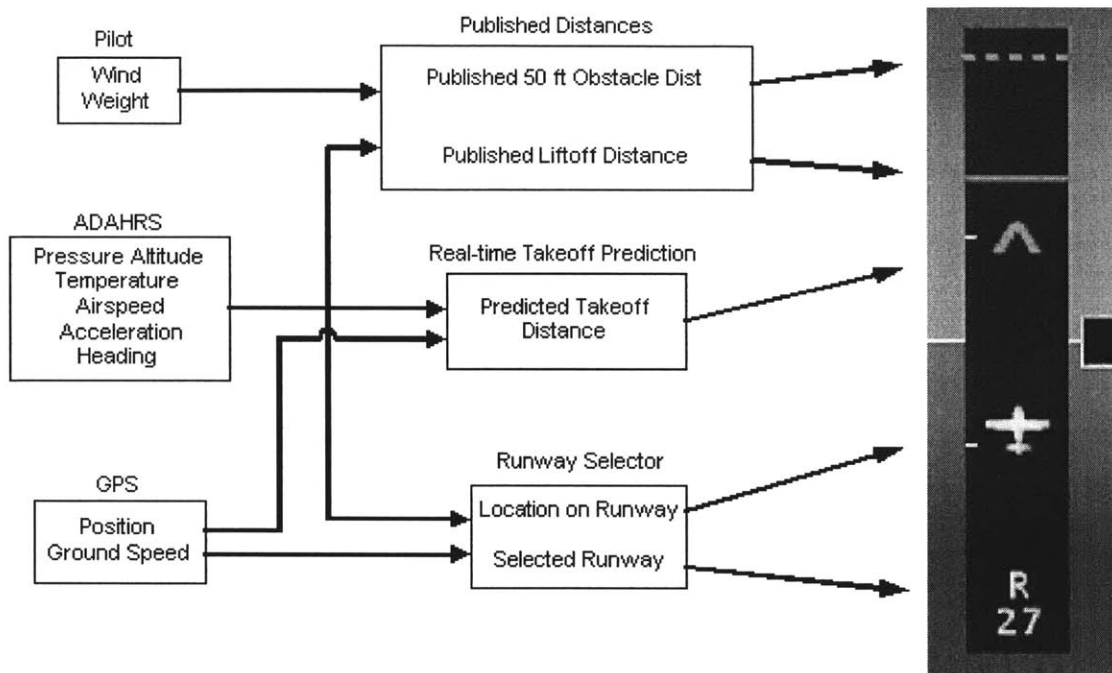 Published Distances
Pilot
Wind
Weight
Published 50 ft Obstacle Dist
Published Liftoff Distance
ADAHRS
Pressure Altitude
Temperature
Airspeed
Acceleration
Heading
Real-time Takeoff Prediction
Predicted Takeoff
Distance
GPS
Position
Ground Speed
Runway Selector
Location on Runway
Selected Runway
R
27